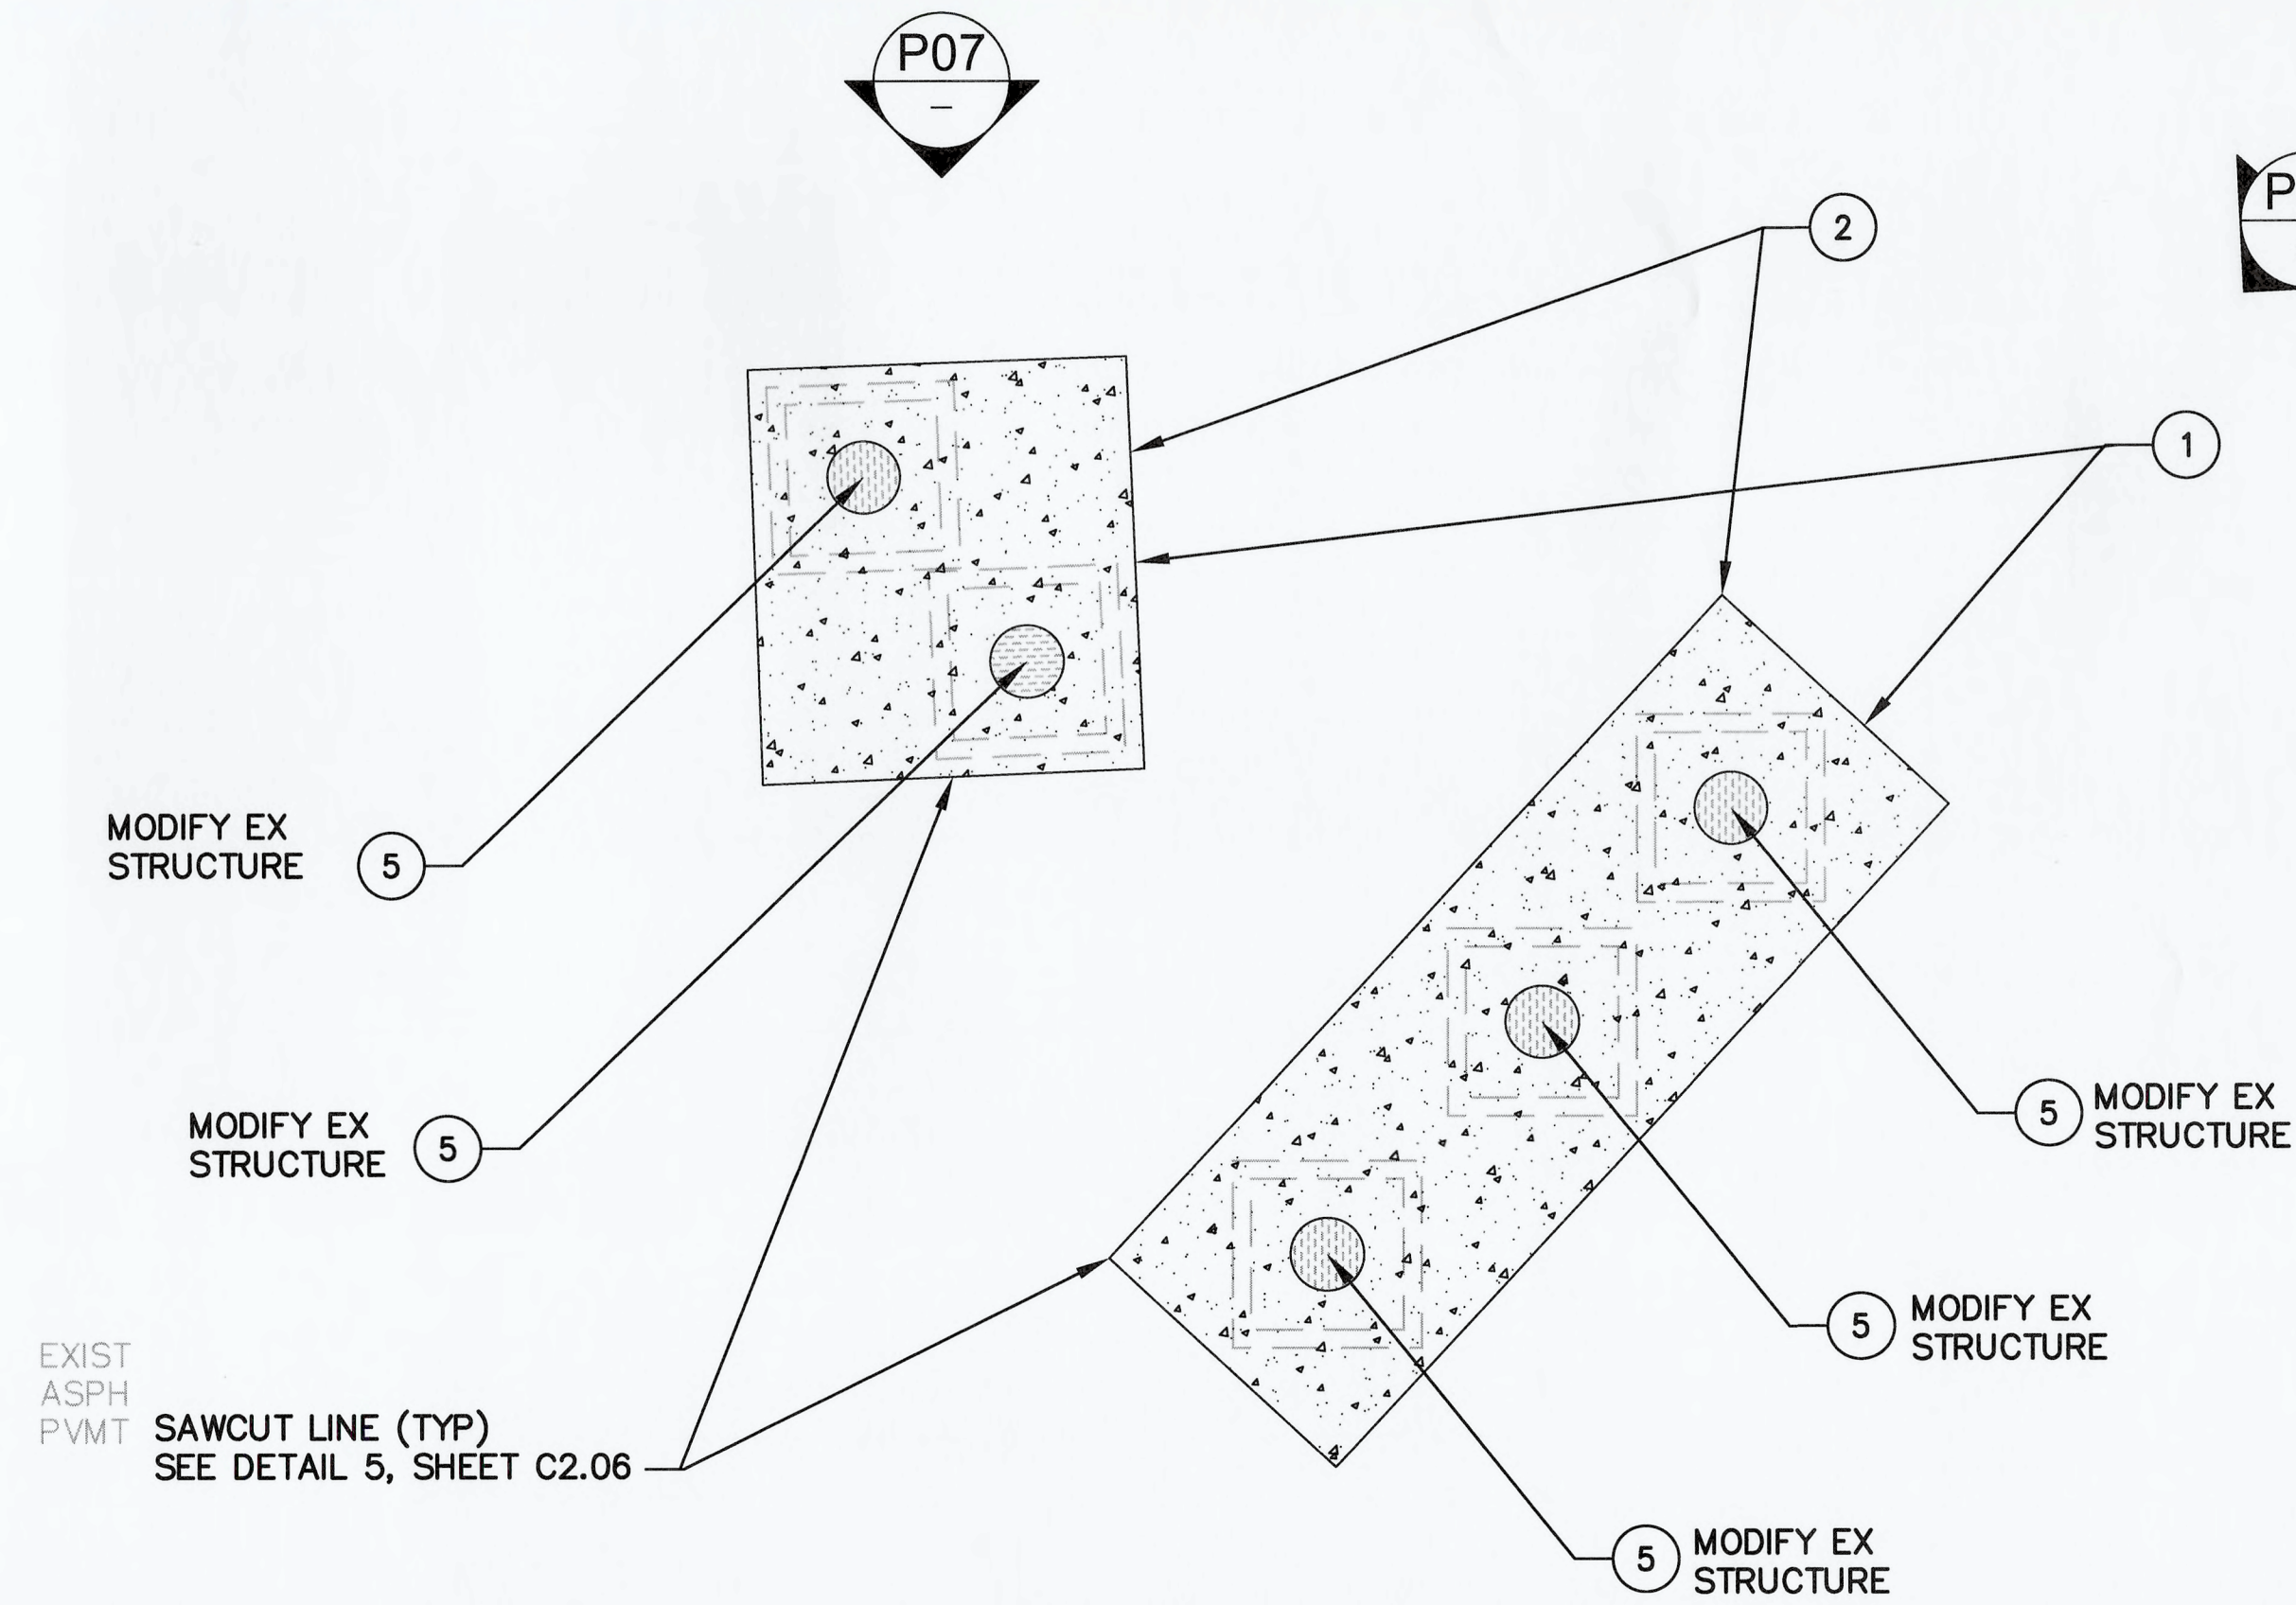 P07
–
P
2
1
MODIFY EX
STRUCTURE
5
MODIFY EX
STRUCTURE
5
5
MODIFY EX
STRUCTURE
5
MODIFY EX
STRUCTURE
EXIST
ASPH
PVMT
SAWCUT LINE (TYP)
SEE DETAIL 5, SHEET C2.06
5
MODIFY EX
STRUCTURE